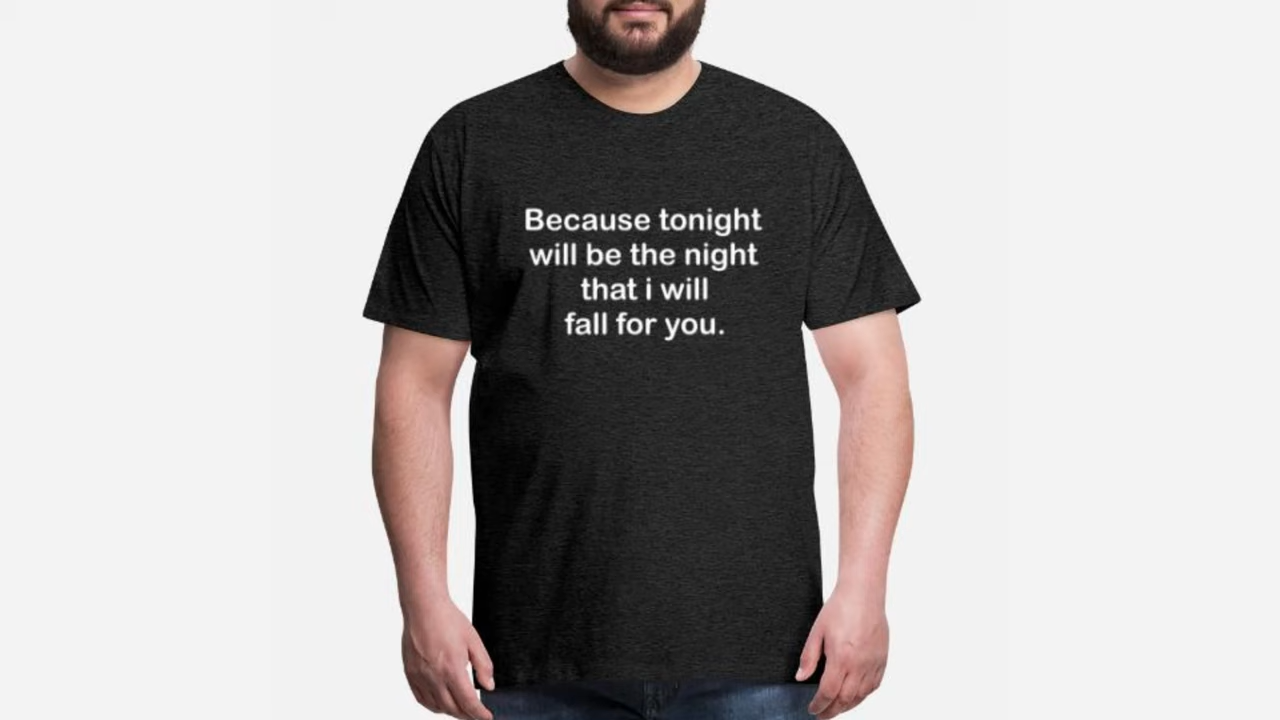 Because tonight
will be the night
that i will
fall for you.